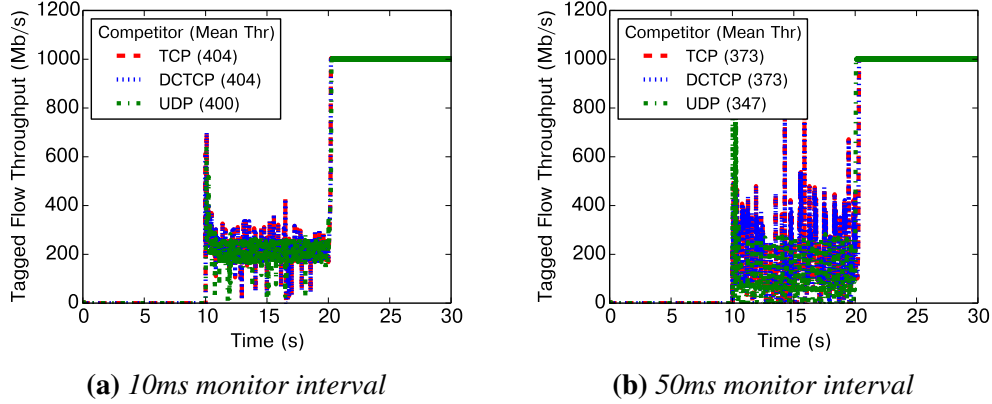 Tagged Flow Throughput (Mb/s)
1200
1000
800
600
400
200
0
Competitor (Mean Thr)
TCP (404)
DCTCP (404)
UDP (400)
0 5 10 15 20 25 30
Time (s)
(a) 10ms monitor interval
Tagged Flow Throughput (Mb/s)
1200
1000
800
600
400
200
0
Competitor (Mean Thr)
TCP (373)
DCTCP (373)
UDP (347)
0 5 10 15 20 25 30
Time (s)
(b) 50ms monitor interval